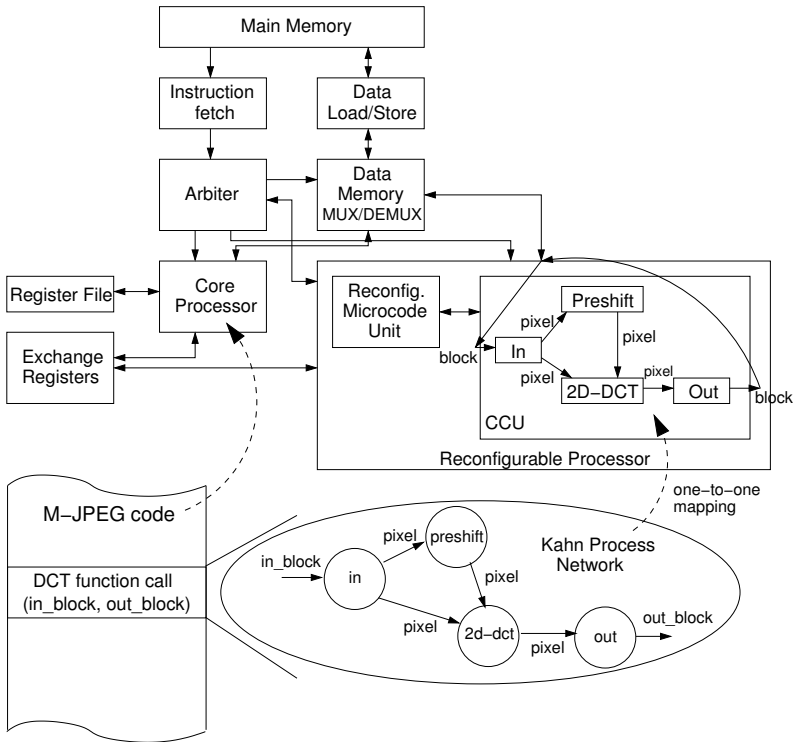 Main Memory
Instruction
fetch
Data
Load/Store
Arbiter
Data
Memory
MUX/DEMUX
Register File
Core
Processor
Exchange
Registers
Reconfig.
Microcode
Unit
Preshift
pixel
pixel
block
In
pixel
pixel
2D−DCT
Out
block
CCU
Reconfigurable Processor
one−to−one
mapping
M−JPEG code
DCT function call
(in_block, out_block)
in_block
in
pixel
preshift
pixel
pixel
2d−dct
pixel
out
out_block
Kahn Process
Network